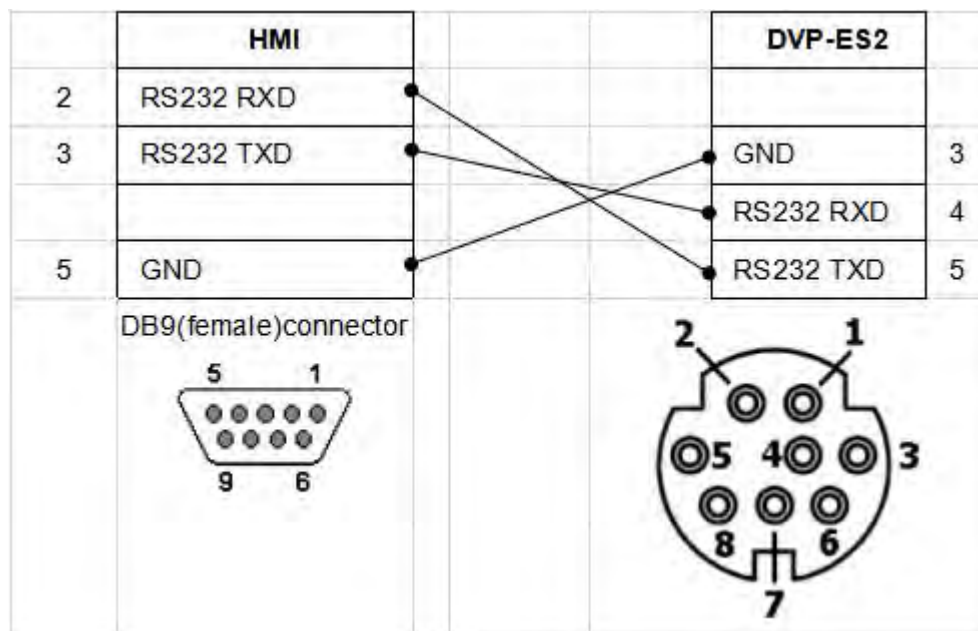 HMI DVP-ES2
2 RS232 RXD
3 RS232 TXD GND 3
RS232 RXD 4
5 GND RS232 TXD 5
DB9(female)connector
2 1
5 1
5 4 3
9 6
8 6
7